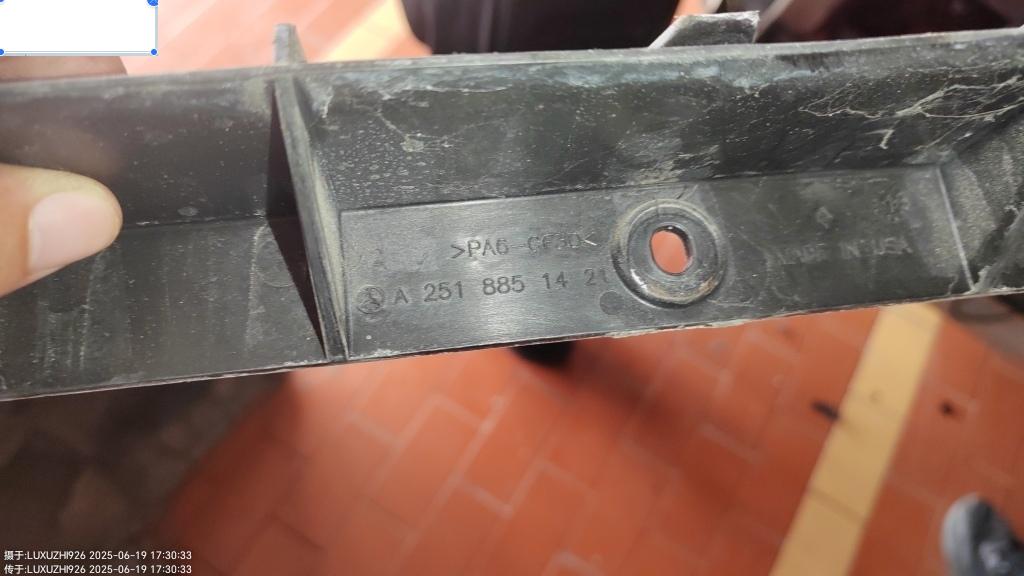 >PA6-GF30<
A 251 885 14 21
MADE IN USA
摄于:LUXUZHI926 2025-06-19 17:30:33
传于:LUXUZHI926 2025-06-19 17:30:33